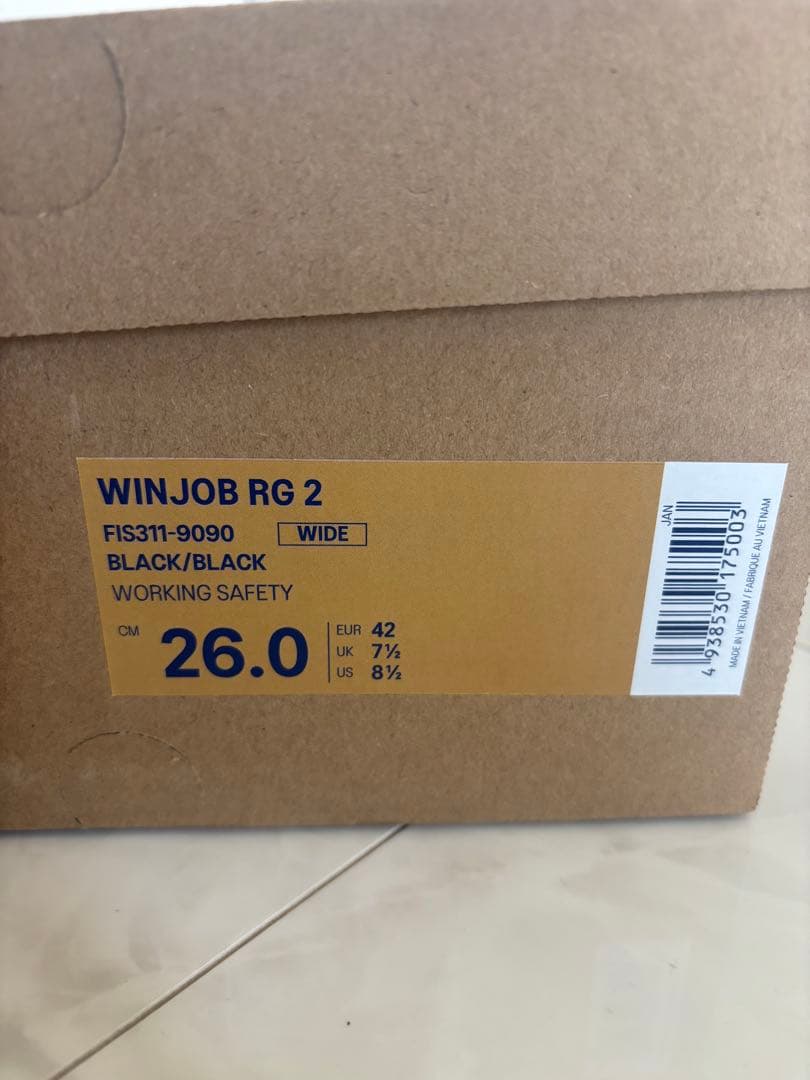 WINJOB RG 2
FIS311-9090 WIDE
BLACK/BLACK
WORKING SAFETY
CM 26.0
EUR 42
UK 7½
US 8½
JAN
4 938530 175003
MADE IN VIETNAM / FABRIQUE AU VIETNAM